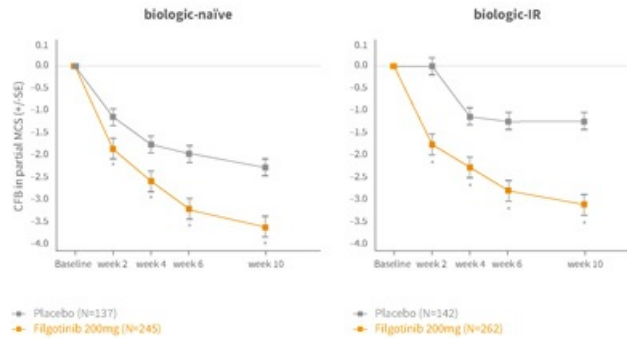 biologic-naïve
CFB in partial MCS (+/-SE)
0.1
0.0
-0.5
-1.0
-1.5
-2.0
-2.5
-3.0
-3.5
-4.0
* * * *
Baseline week 2 week 4 week 6 week 10
Placebo (N=137)
Filgotinib 200mg (N=245)
biologic-IR
0.1
0.0
-0.5
-1.0
-1.5
-2.0
-2.5
-3.0
-3.5
-4.0
* * * *
Baseline week 2 week 4 week 6 week 10
Placebo (N=142)
Filgotinib 200mg (N=262)